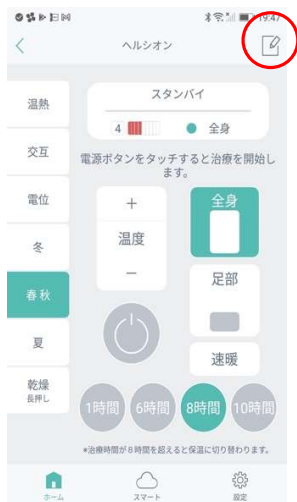 19:47
ヘルシオン
温熱
交互
電位
冬
春秋
夏
乾燥
長押し
スタンバイ
4
全身
電源ボタンをタッチすると治療を開始し
ます。
+
温度
−
全身
足部
速暖
1時間
6時間
8時間
10時間
*治療時間が8時間を超えると保温に切り替わります。
ホーム
スマート
設定